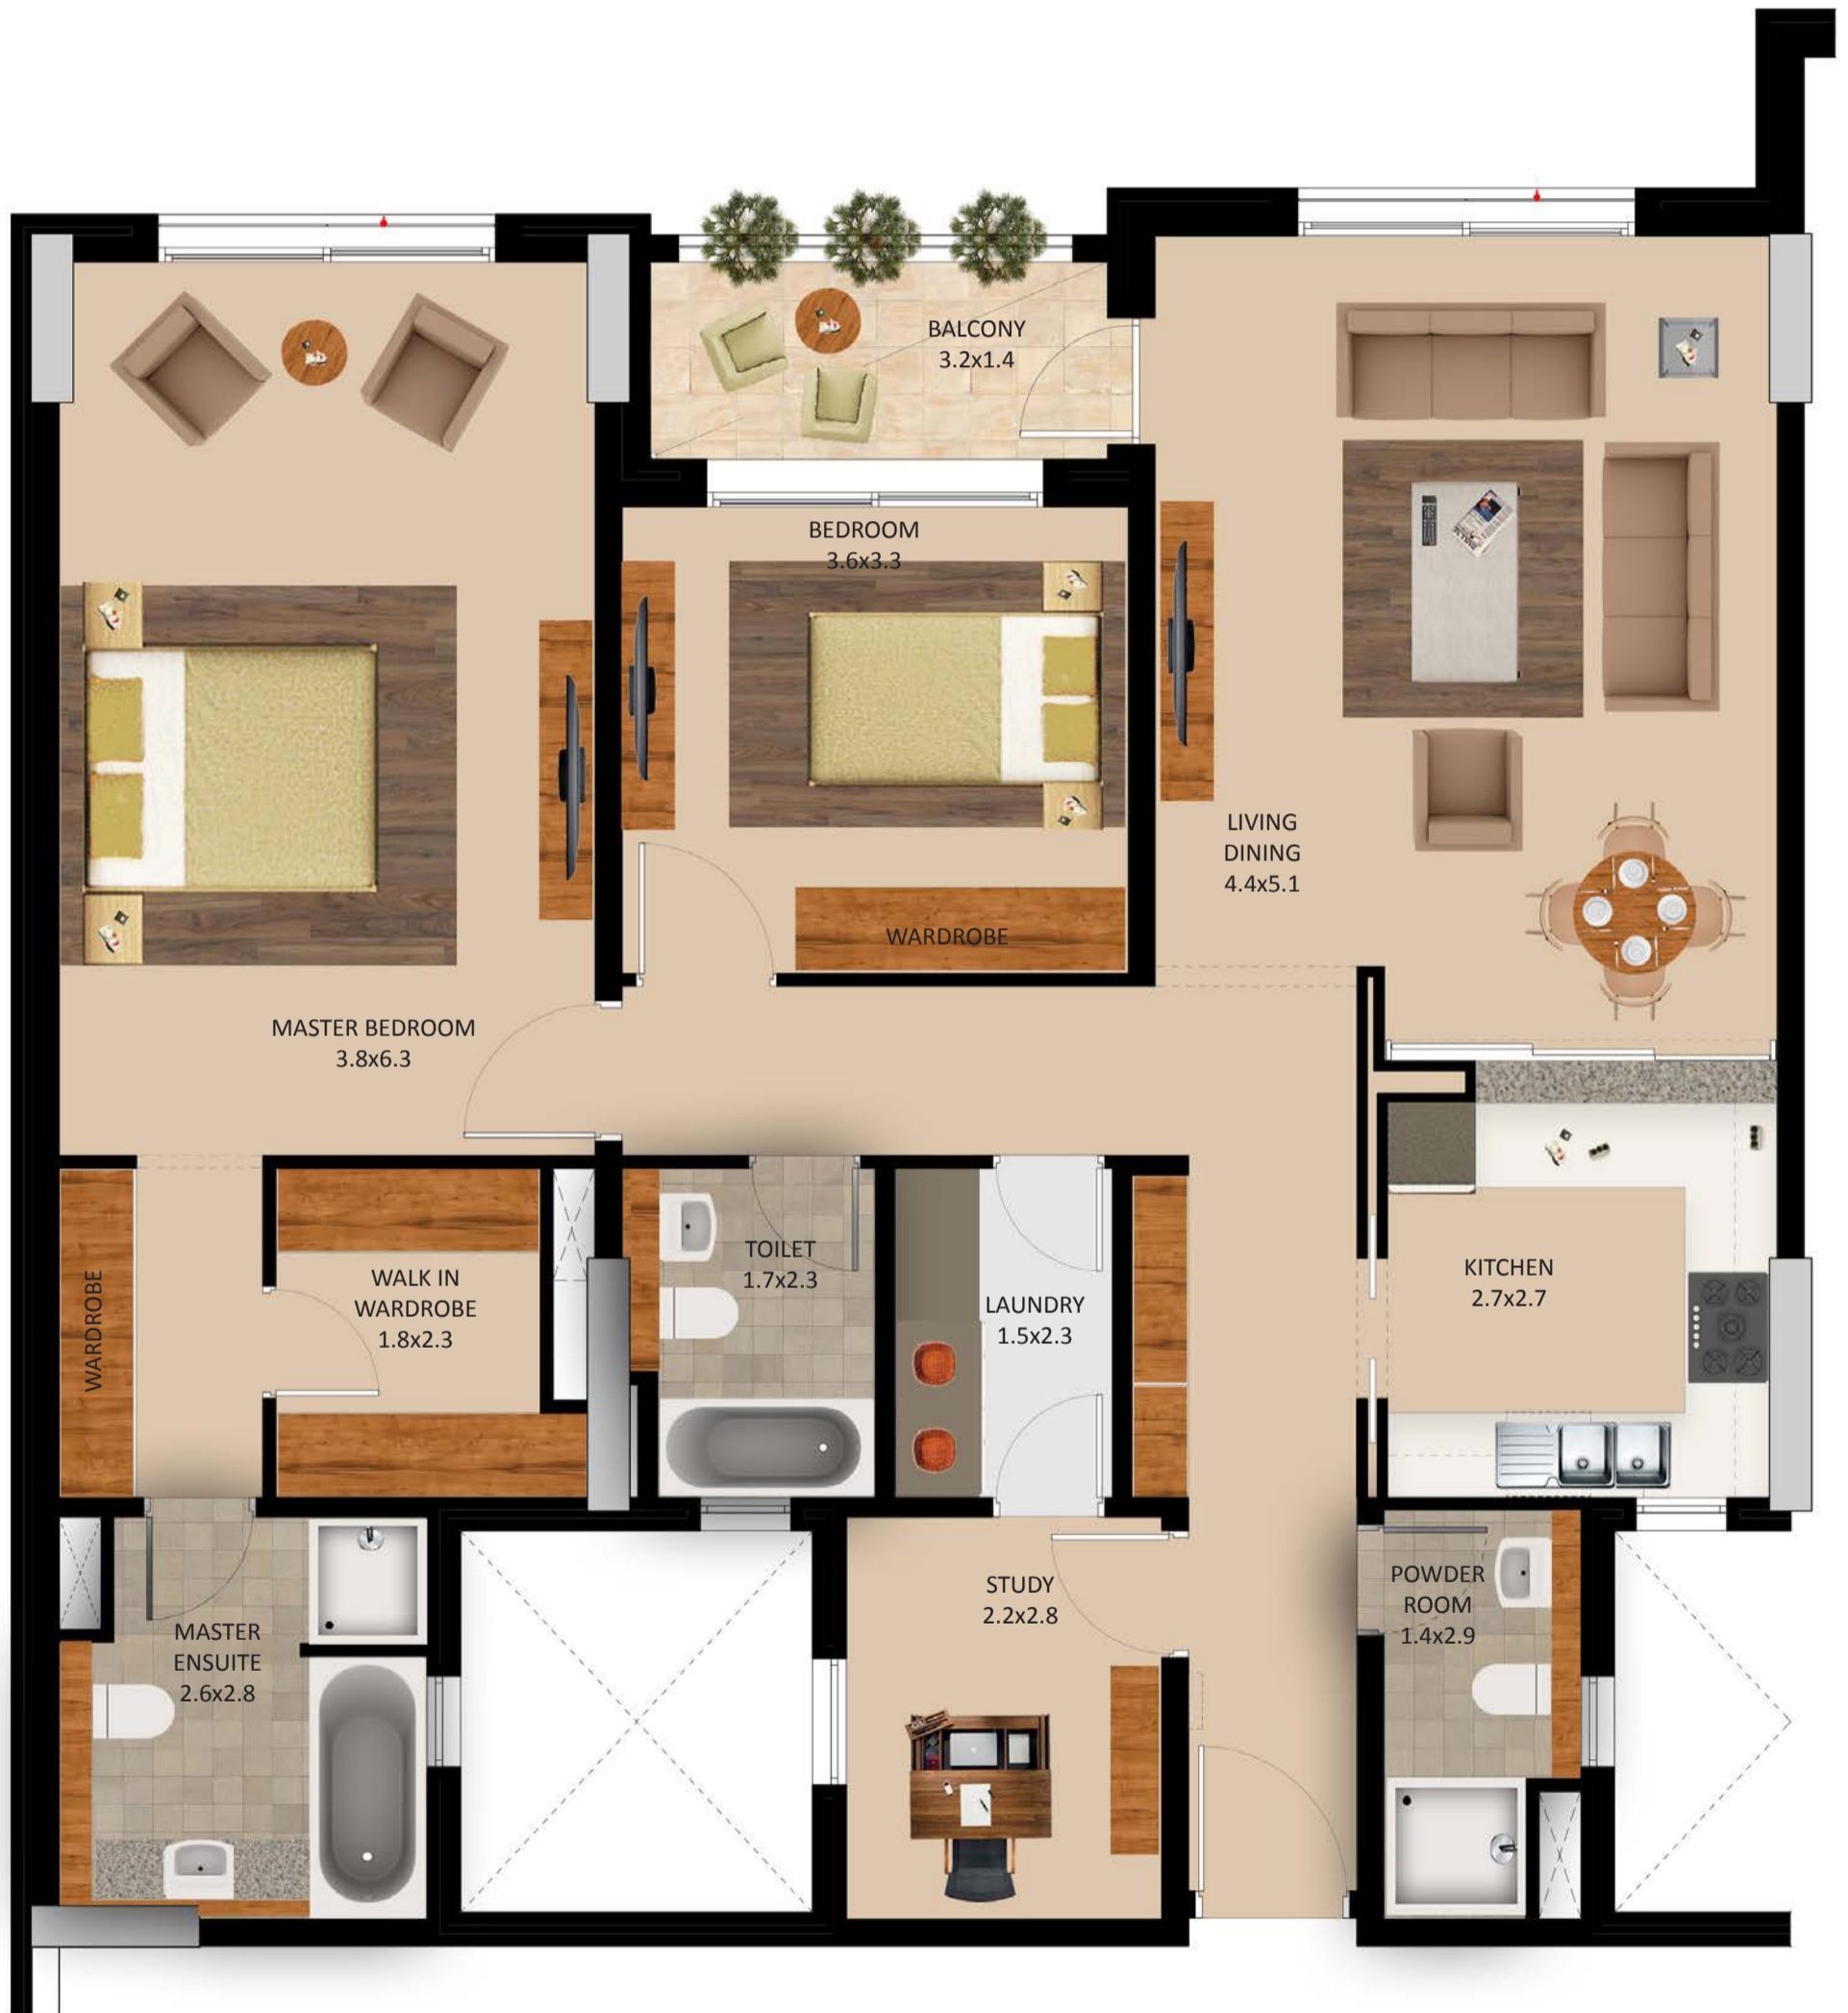 BALCONY
3.2x1.4
BEDROOM
3.6x3.3
WARDROBE
LIVING
DINING
4.4x5.1
MASTER BEDROOM
3.8x6.3
WARDROBE
WALK IN
WARDROBE
1.8x2.3
TOILET
1.7x2.3
LAUNDRY
1.5x2.3
KITCHEN
2.7x2.7
MASTER
ENSUITE
2.6x2.8
STUDY
2.2x2.8
POWDER
ROOM
1.4x2.9